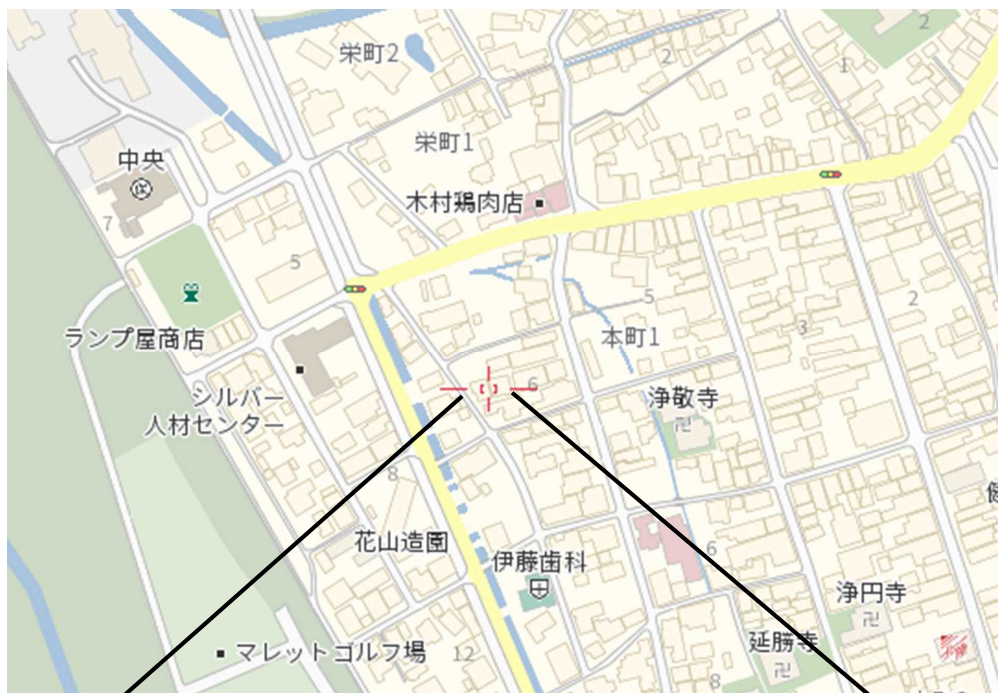 栄町2
2
2
1
栄町1
中央
木村鶏肉店
7
5
5
2
3
ランプ屋商店
本町1
6
シルバー
人材センター
浄敬寺
8
花山造園
伊藤歯科
6
浄円寺
延勝寺
マレットゴルフ場
12
8